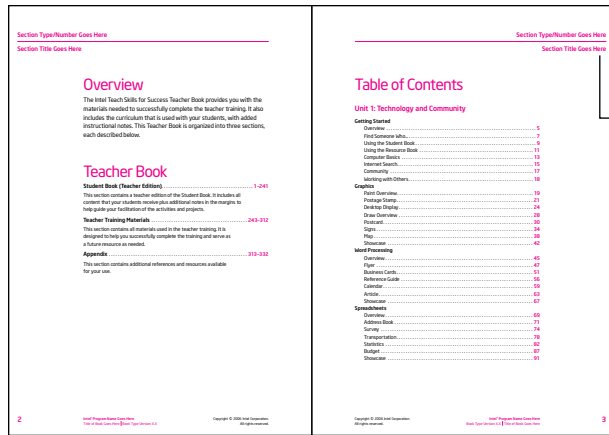 Section Type/Number Goes Here
Section Title Goes Here
Overview
The Intel Teach Skills for Success Teacher Book provides you with the
materials needed to successfully complete the teacher training. It also
includes the curriculum that is used with your students, with added
instructional notes. This Teacher Book is organized into three sections,
each described below.
Teacher Book
Student Book (Teacher Edition) 1–241
This section contains a teacher edition of the Student Book. It includes all
content that your students receive plus additional notes in the margins to
help guide your facilitation of the activities and projects.
Teacher Training Materials 243-312
This section contains all materials used in the teacher training. It is
designed to help you successfully complete the training and serve as
a future resource as needed.
Appendix 313-332
This section contains additional references and resources available
for your use.
2
Intel® Program Name Goes Here
Title of Book Goes Here | Book Type Version X.X
Copyright © 2006 Intel Corporation.
All rights reserved.
Section Type/Number Goes Here
Section Title Goes Here
Table of Contents
Unit 1: Technology and Community
Getting Started
Overview 5
Find Someone Who... 7
Using the Student Book 9
Using the Resource Book 11
Computer Basics 13
Internet Search 15
Community 17
Working with Others 18
Graphics
Paint Overview 19
Postage Stamp 21
Desktop Display 24
Draw Overview 28
Postcard 30
Signs 34
Map 38
Showcase 42
Word Processing
Overview 45
Flyer 47
Business Cards 51
Reference Guide 56
Calendar 59
Article 63
Showcase 67
Spreadsheets
Overview 69
Address Book 71
Survey 74
Transportation 78
Statistics 82
Budget 87
Showcase 91
Copyright © 2006 Intel Corporation.
All rights reserved.
Intel® Program Name Goes Here
Book Type Version X.X | Title of Book Goes Here
3